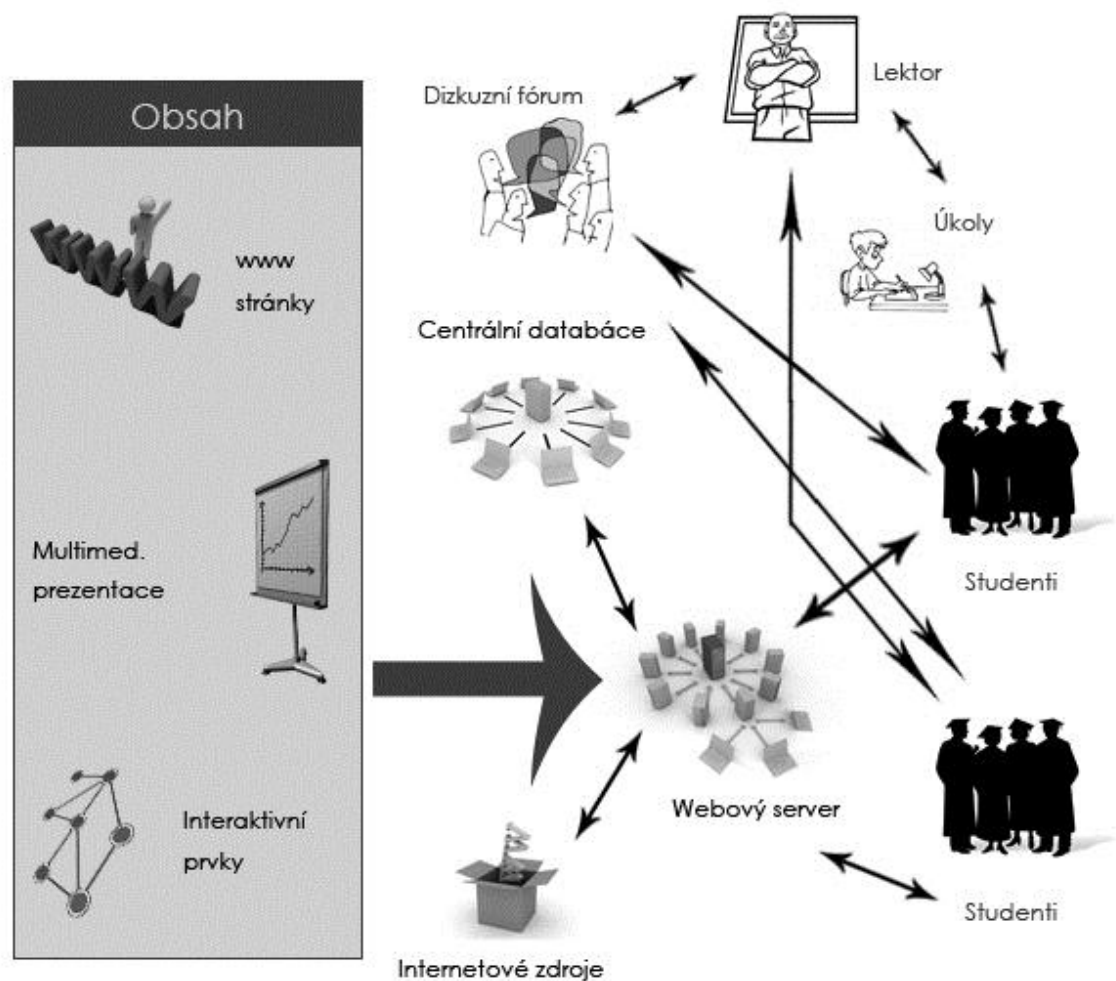 Obsah
www
stránky
Multimed.
prezentace
Interaktivní
prvky
Dizkuzní fórum
Lektor
Úkoly
Centrální databáce
Studenti
Webový server
Studenti
Internetové zdroje